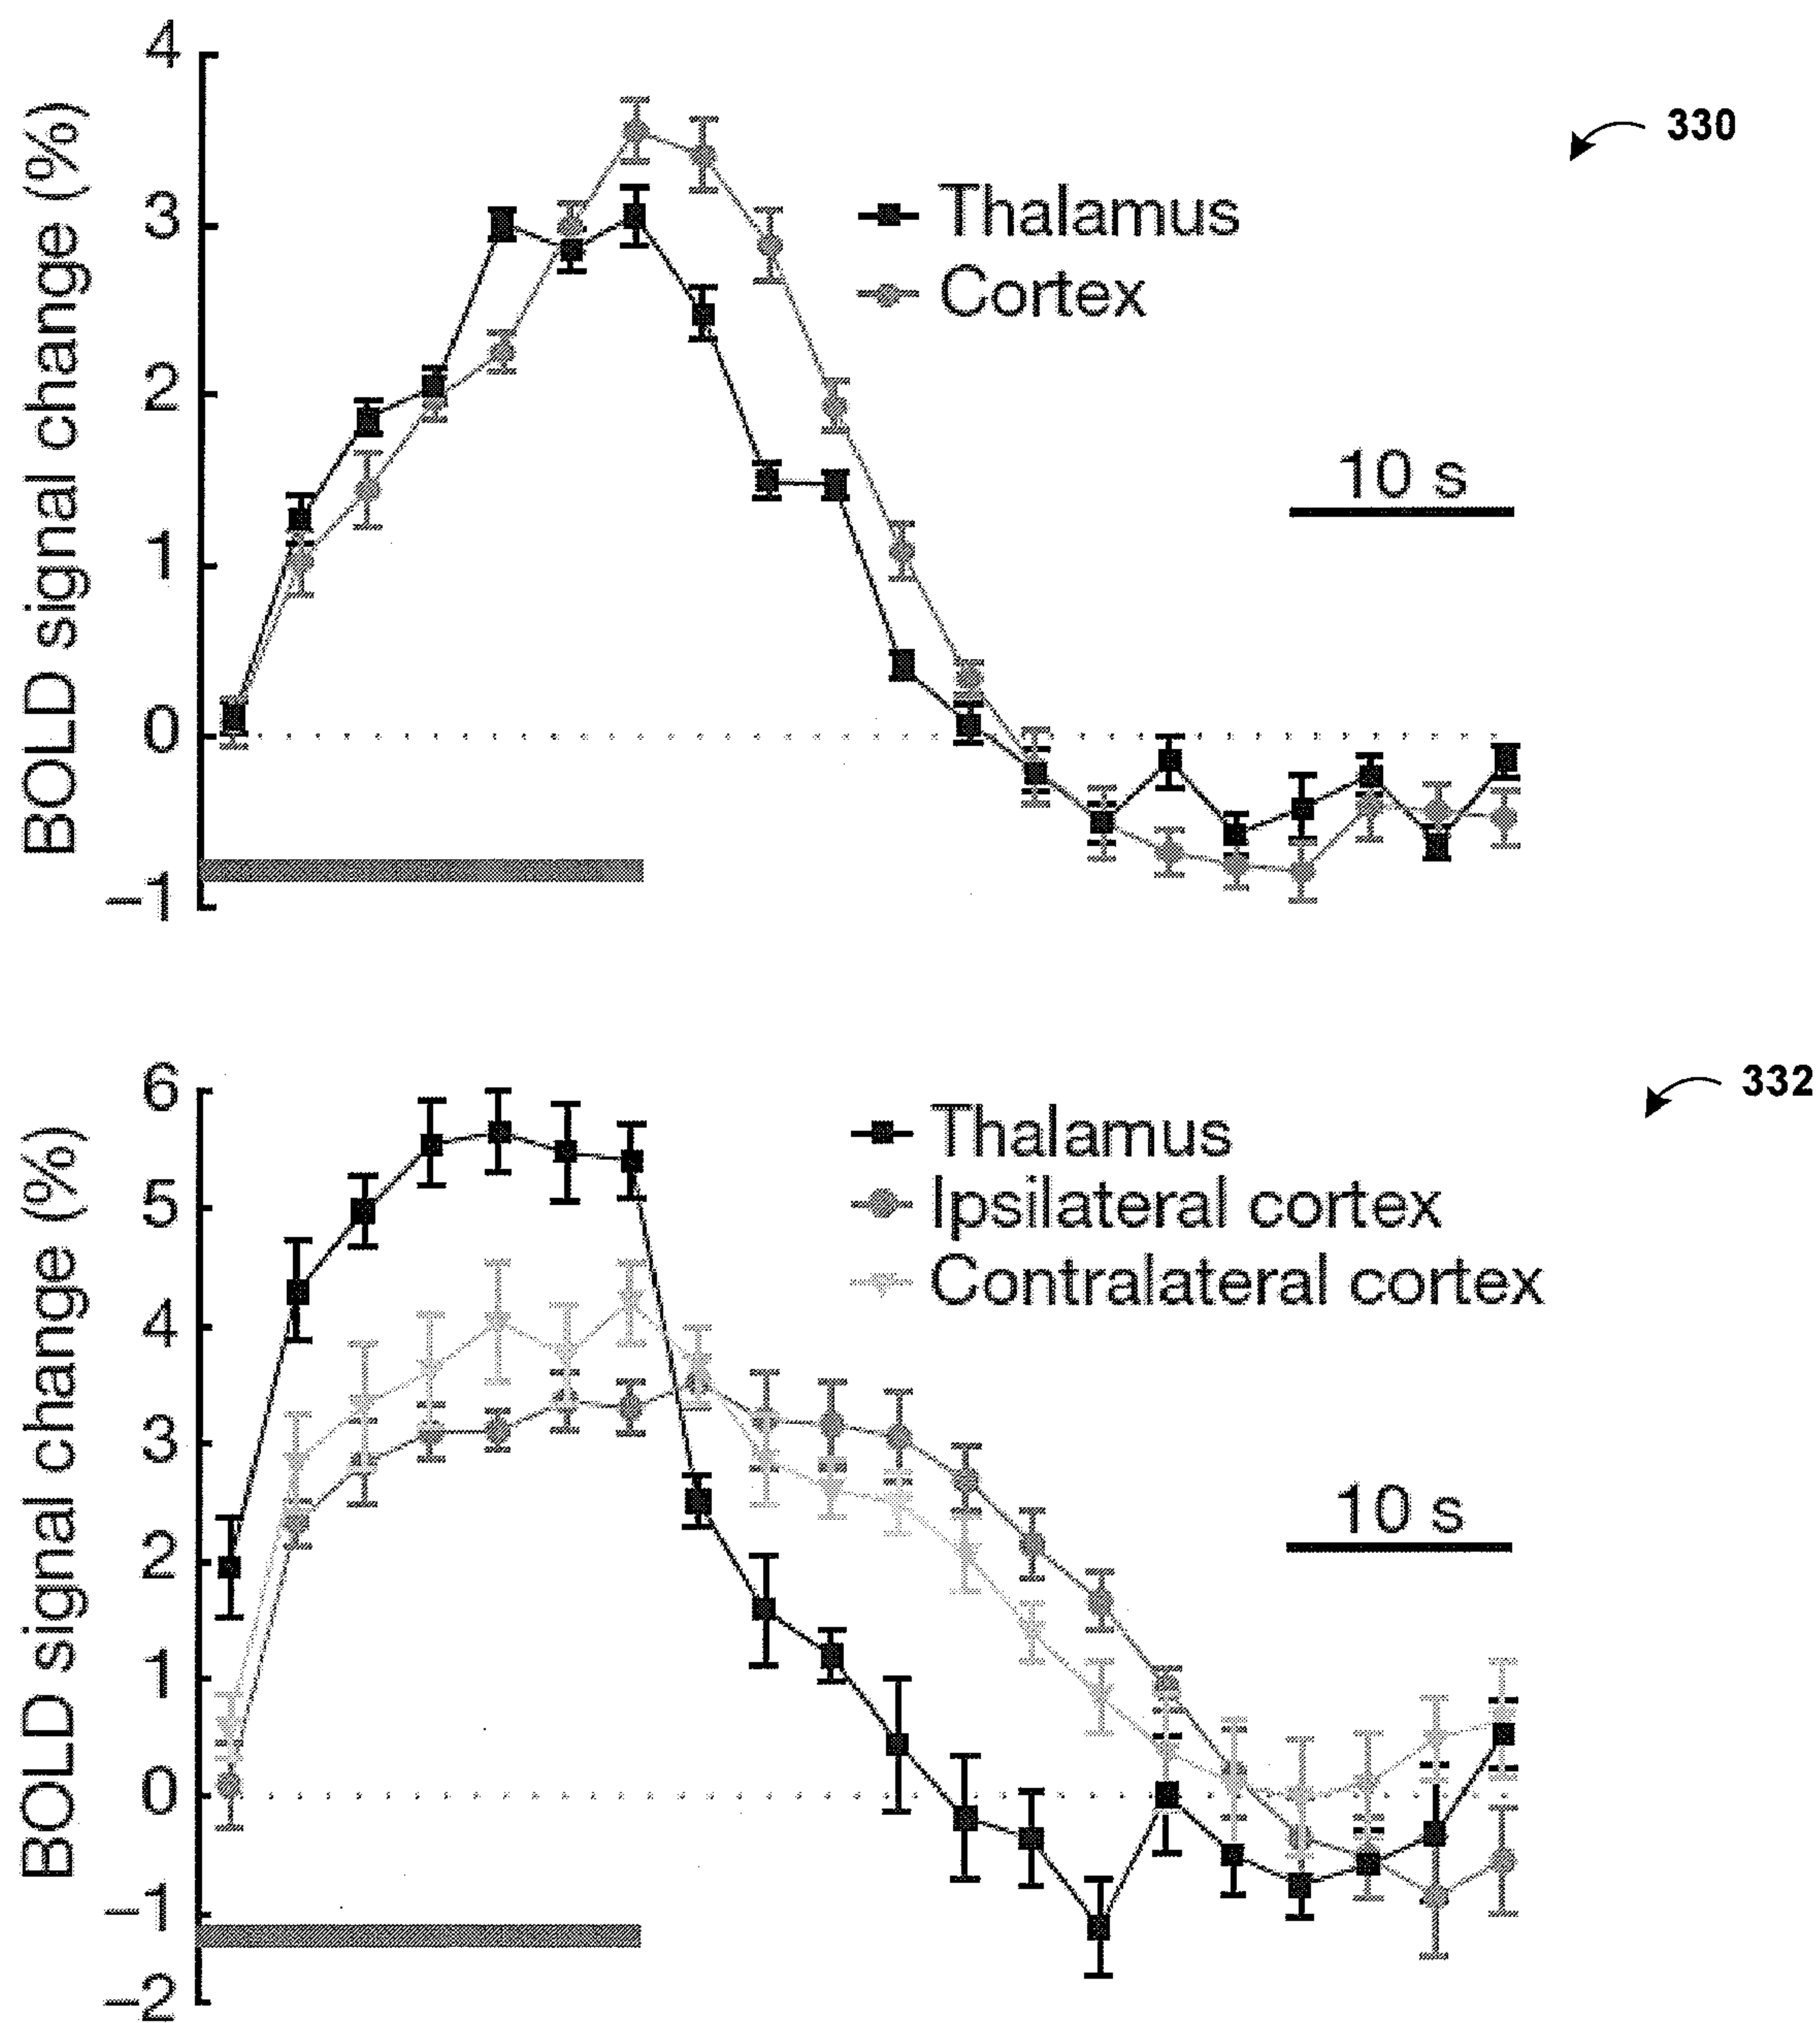 BOLD signal change (%)
4
3
2
1
0
−1
330
Thalamus
Cortex
10 s
BOLD signal change (%)
6
5
4
3
2
1
0
−1
−2
332
Thalamus
Ipsilateral cortex
Contralateral cortex
10 s